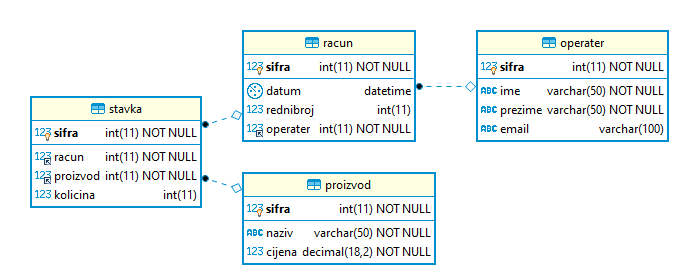 racun
123 sifra int(11) NOT NULL
datum datetime
123 rednibroj int(11)
123 operater int(11) NOT NULL
operater
123 sifra int(11) NOT NULL
ABC ime varchar(50) NOT NULL
ABC prezime varchar(50) NOT NULL
ABC email varchar(100)
stavka
123 sifra int(11) NOT NULL
123 racun int(11) NOT NULL
123 proizvod int(11) NOT NULL
123 kolicina int(11)
proizvod
123 sifra int(11) NOT NULL
ABC naziv varchar(50) NOT NULL
123 cijena decimal(18,2) NOT NULL